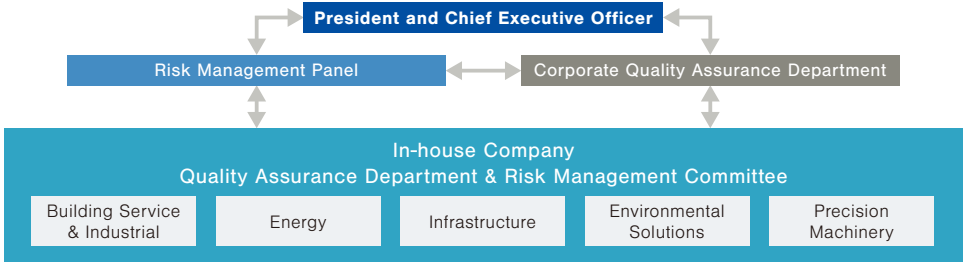 President and Chief Executive Officer
Risk Management Panel
Corporate Quality Assurance Department
In-house Company
Quality Assurance Department & Risk Management Committee
Building Service
& Industrial
Energy
Infrastructure
Environmental
Solutions
Precision
Machinery